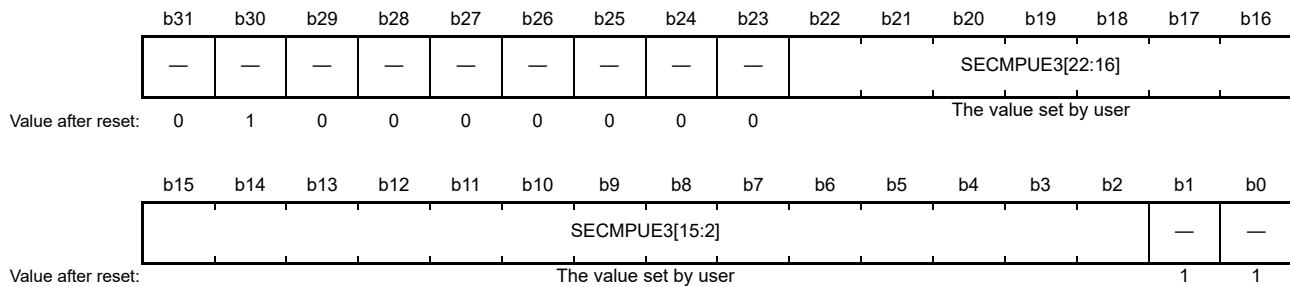 b31 b30 b29 b28 b27 b26 b25 b24 b23 b22 b21 b20 b19 b18 b17 b16
— — — — — — — — — SECMPUE3[22:16]
Value after reset: 0 1 0 0 0 0 0 0 0 The value set by user
b15 b14 b13 b12 b11 b10 b9 b8 b7 b6 b5 b4 b3 b2 b1 b0
SECMPUE3[15:2] — —
Value after reset: The value set by user 1 1